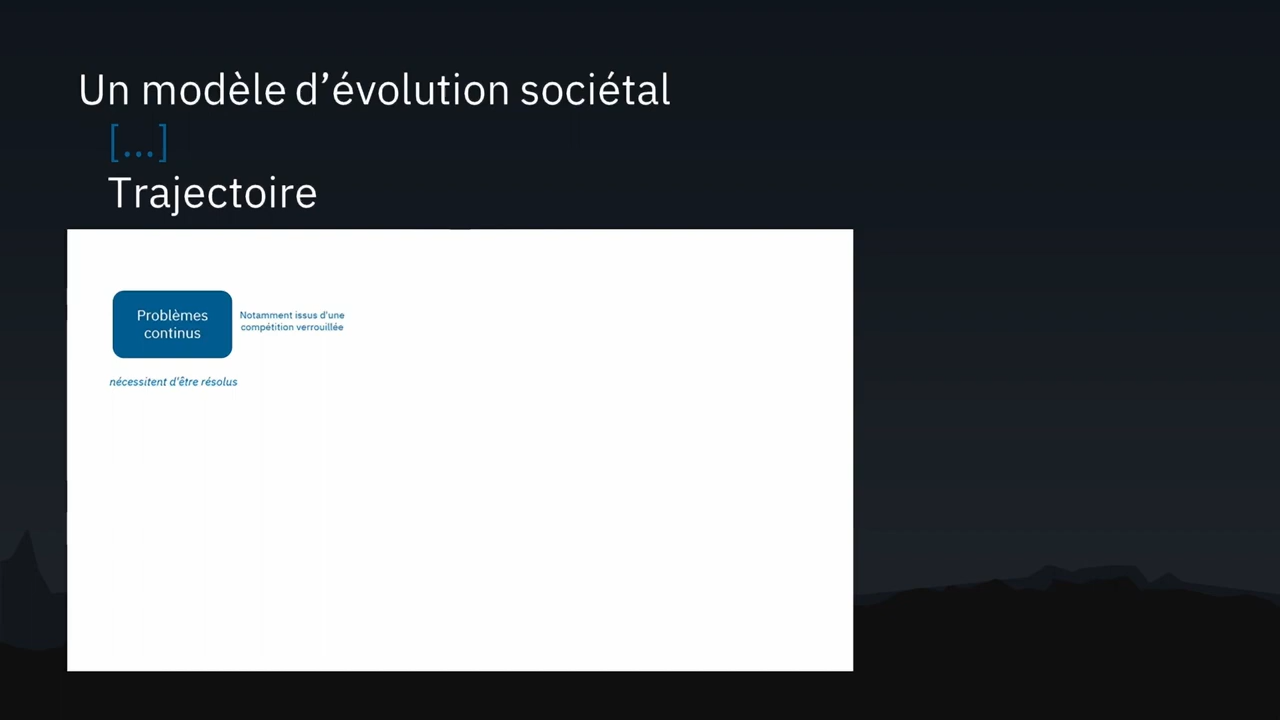 Un modèle d’évolution sociétal
[...]
Trajectoire
Problèmes
continus
Notamment issus d'une
compétition verrouillée
nécessitent d'être résolus